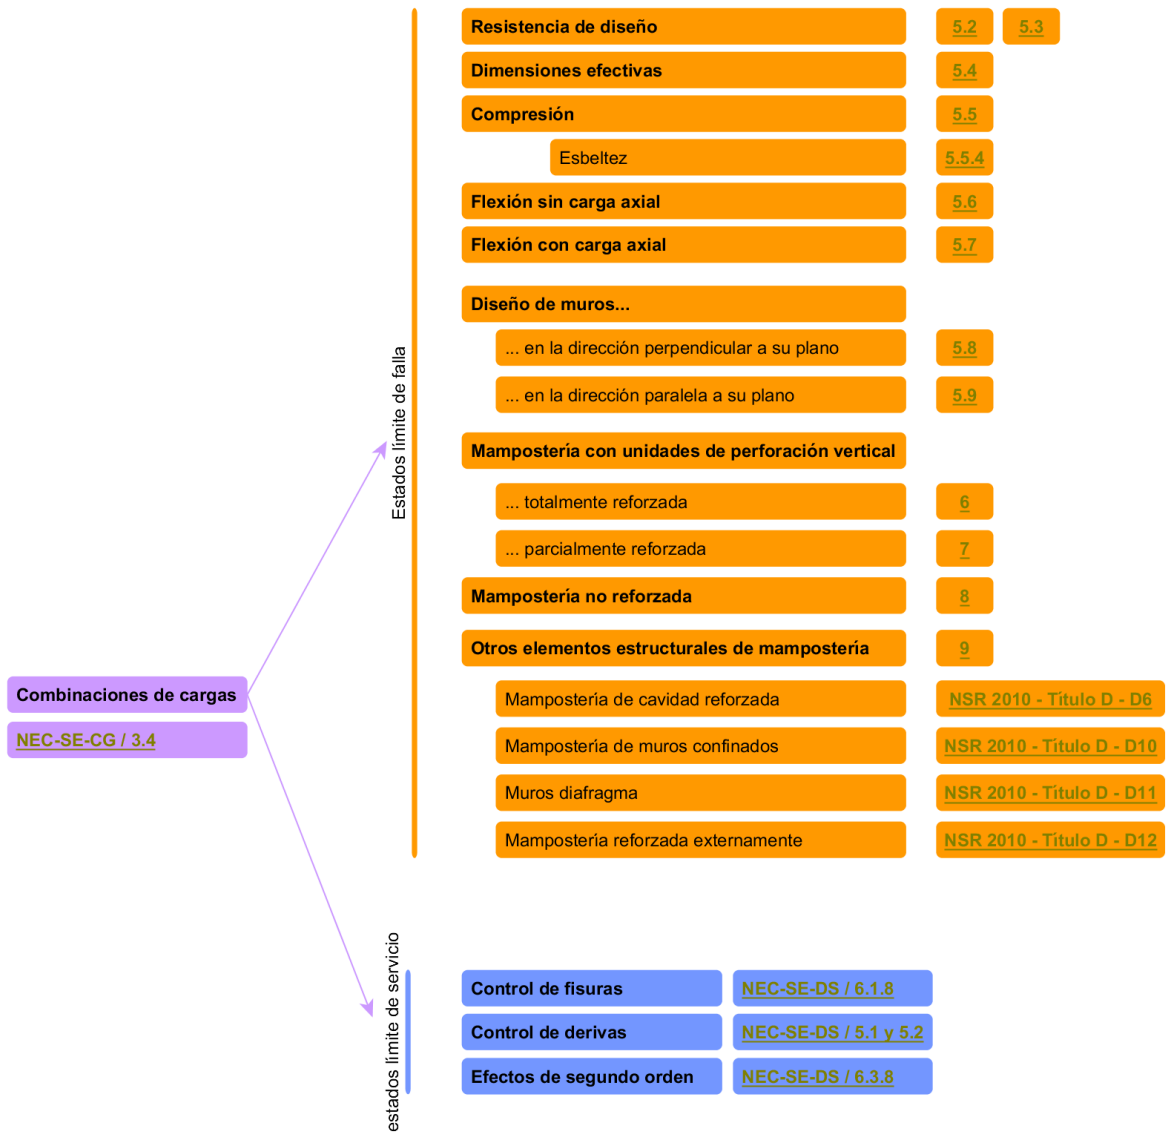 Resistencia de diseño 5.2 5.3
Dimensiones efectivas 5.4
Compresión 5.5
Esbeltez 5.5.4
Flexión sin carga axial 5.6
Flexión con carga axial 5.7
Diseño de muros...
... en la dirección perpendicular a su plano 5.8
... en la dirección paralela a su plano 5.9
Mampostería con unidades de perforación vertical
... totalmente reforzada 6
... parcialmente reforzada 7
Mampostería no reforzada 8
Otros elementos estructurales de mampostería 9
Mampostería de cavidad reforzada NSR 2010 - Título D - D6
Mampostería de muros confinados NSR 2010 - Título D - D10
Muros diafragma NSR 2010 - Título D - D11
Mampostería reforzada externamente NSR 2010 - Título D - D12
Estados límite de falla
Combinaciones de cargas
NEC-SE-CG / 3.4
estados límite de servicio
Control de fisuras NEC-SE-DS / 6.1.8
Control de derivas NEC-SE-DS / 5.1 y 5.2
Efectos de segundo orden NEC-SE-DS / 6.3.8